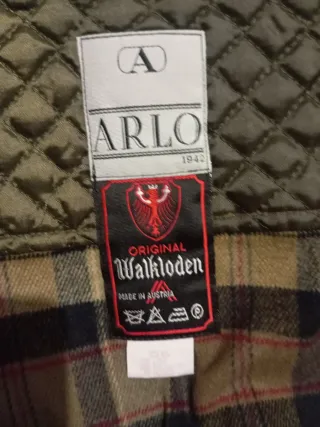 A
ARLO
1942
ORIGINAL
Walkloden
MADE IN AUSTRIA
P